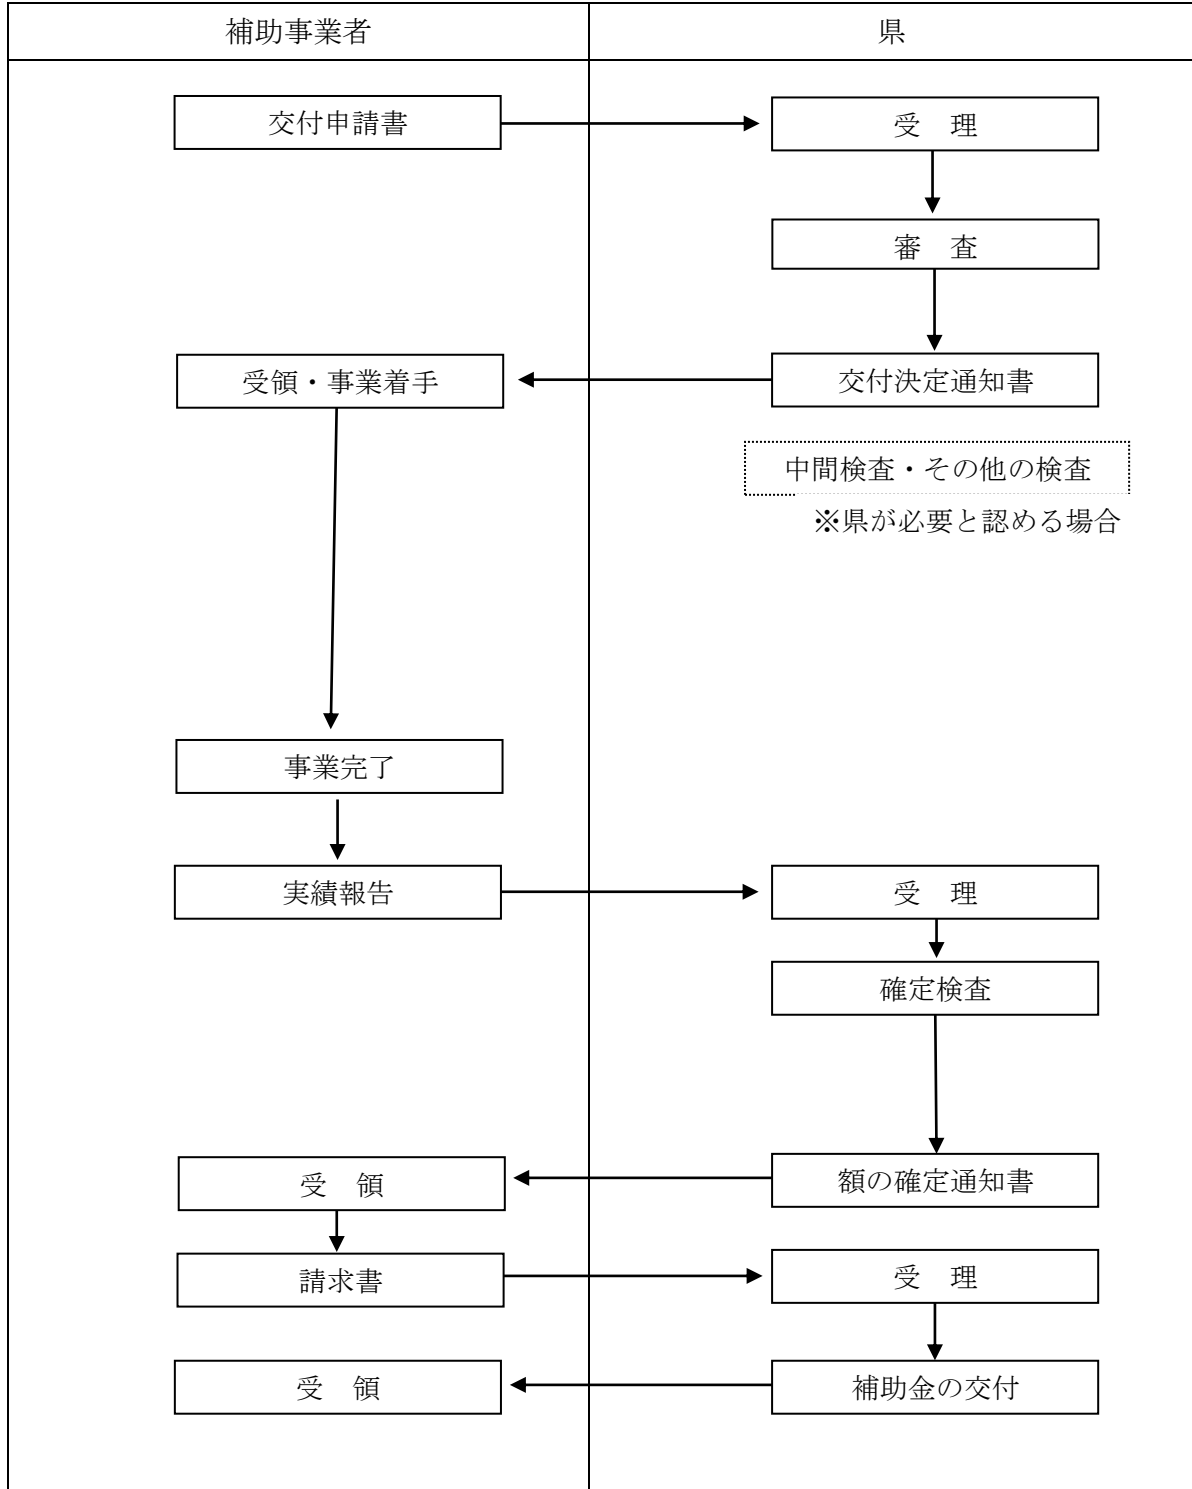 補助事業者
県
交付申請書
受　理
審　査
受領・事業着手
交付決定通知書
中間検査・その他の検査
※県が必要と認める場合
事業完了
実績報告
受　理
確定検査
受　領
額の確定通知書
請求書
受　理
受　領
補助金の交付